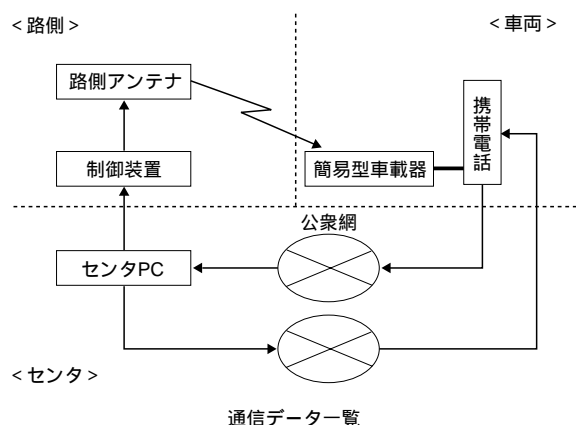 <路側>
<車両>
路側アンテナ
携帯電話
制御装置
簡易型車載器
公衆網
センタPC
<センタ>
通信データ一覧